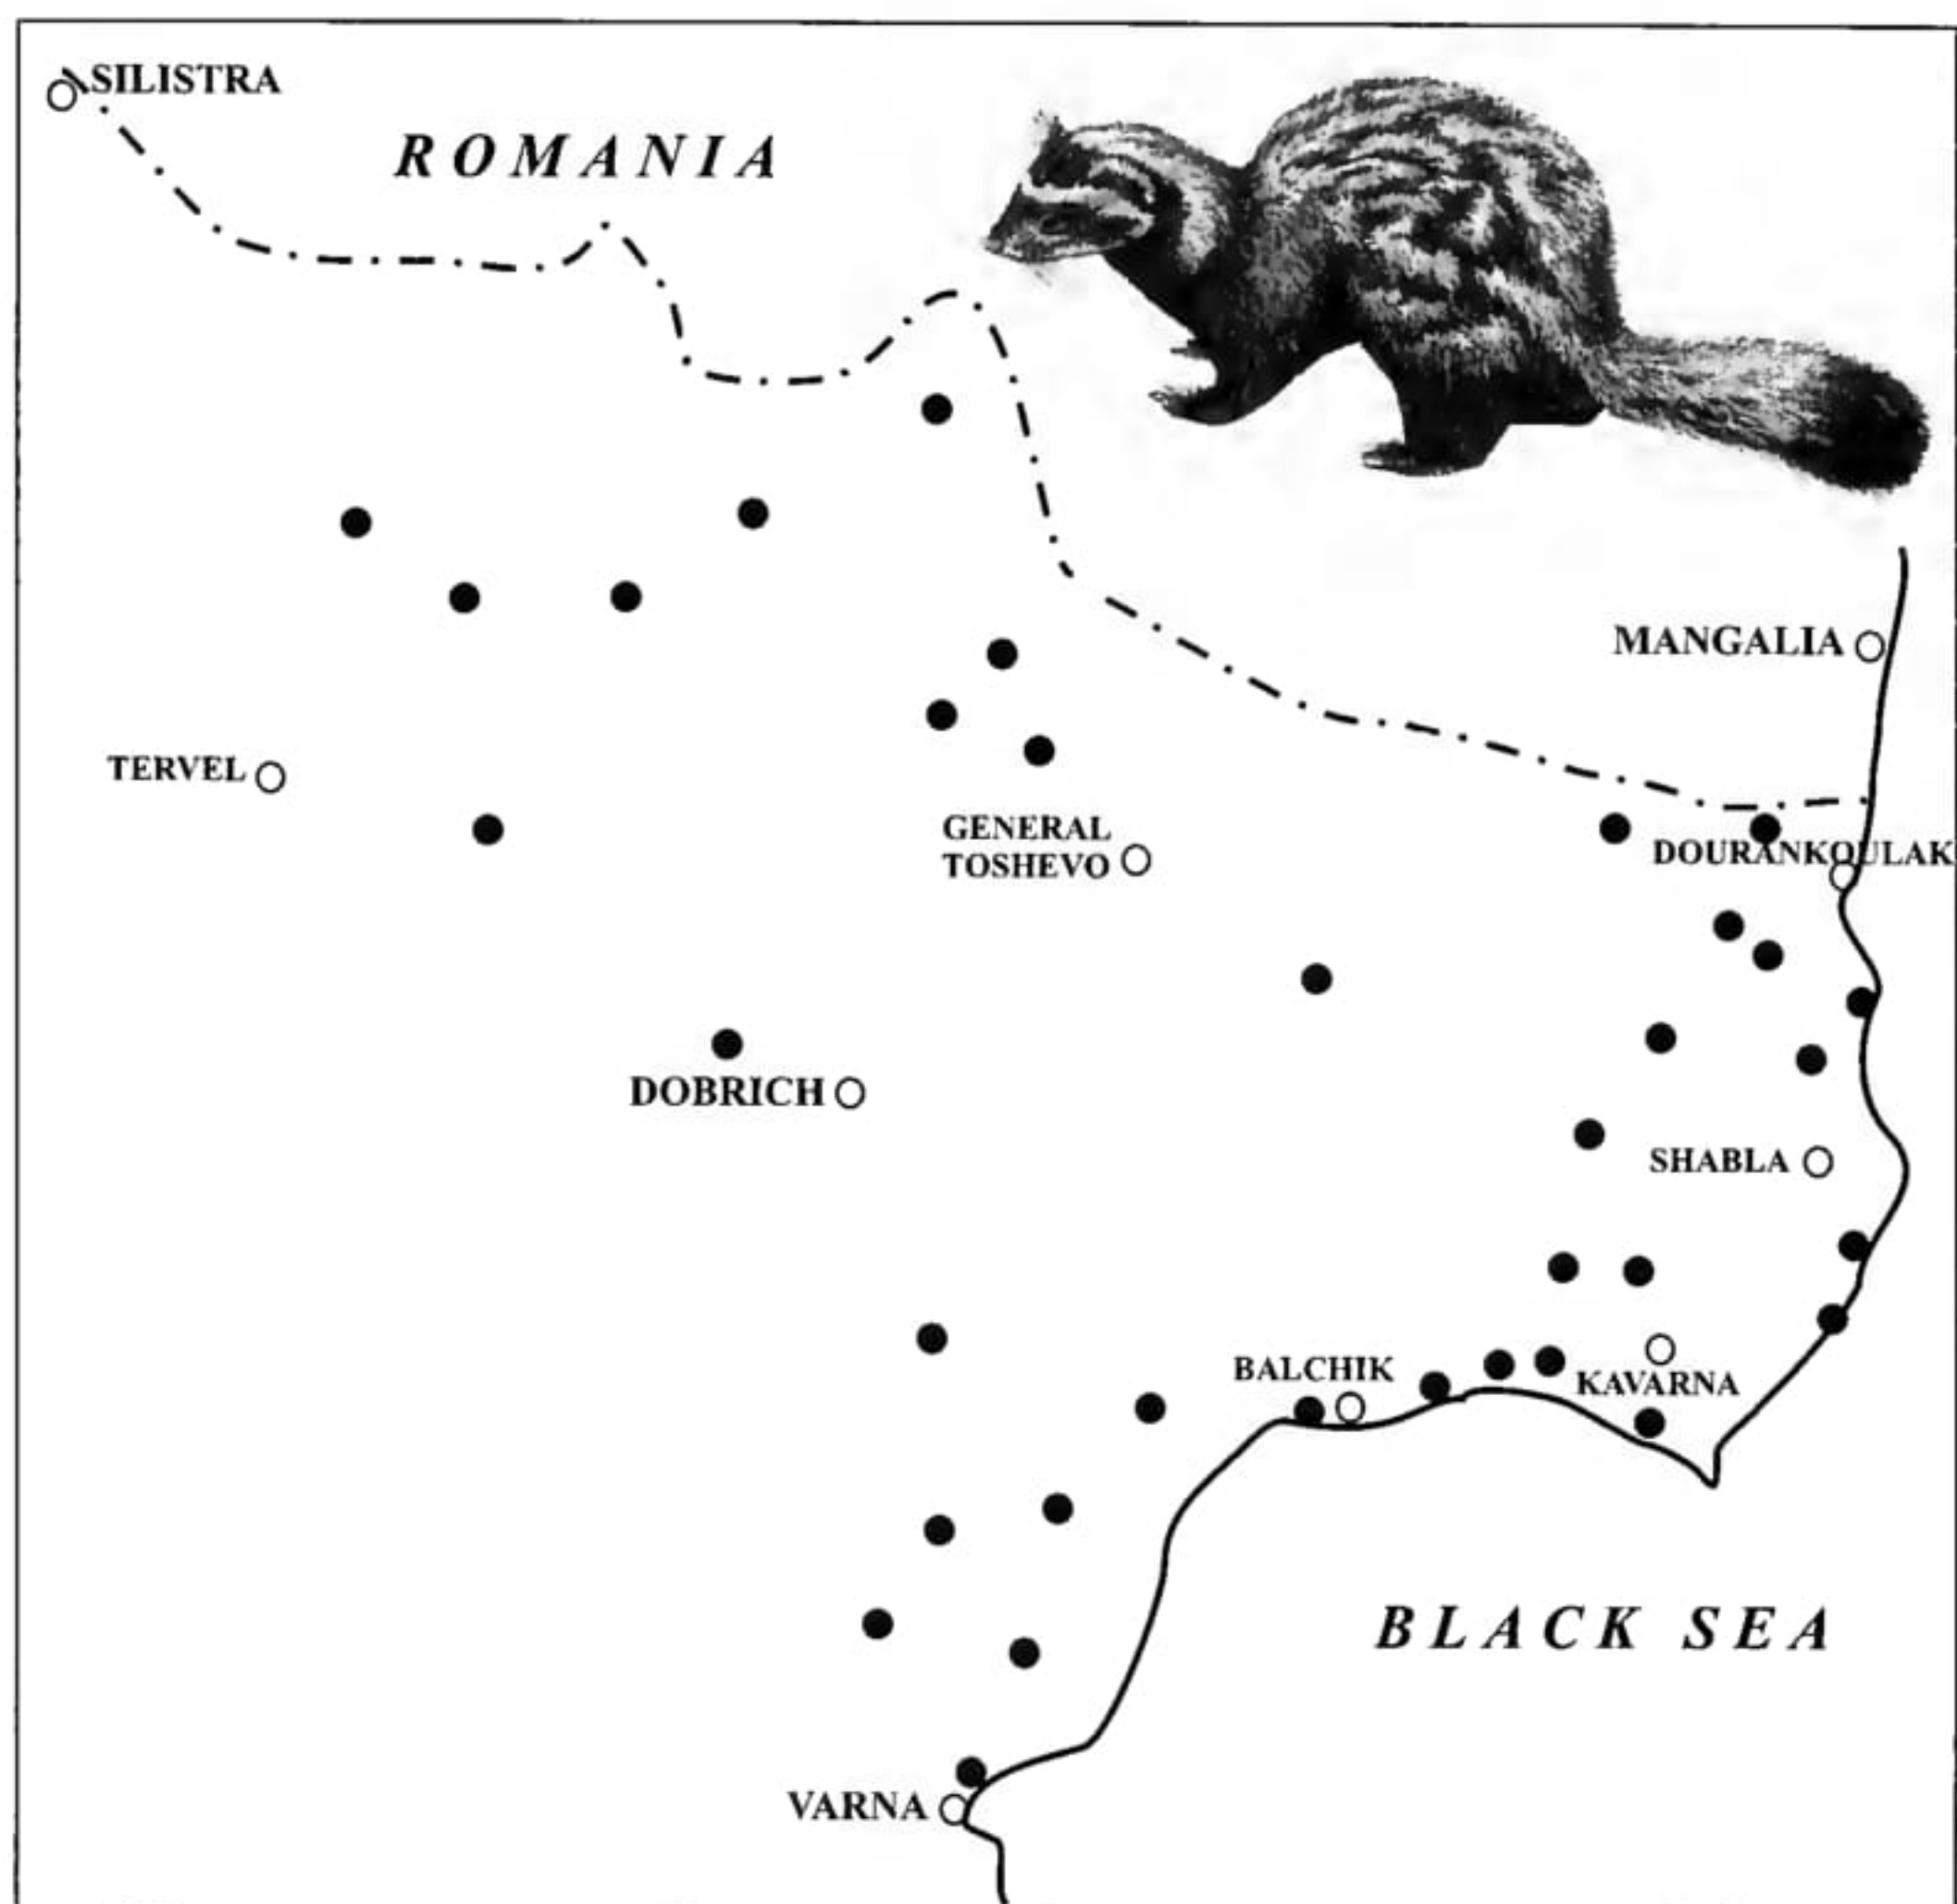 SILISTRA
ROMANIA
MANGALIA
TERVEL
GENERAL
TOSHEVO
DOURANKOULAK
DOBRICH
SHABLA
BALCHIK
KAVARNA
BLACK SEA
VARNA